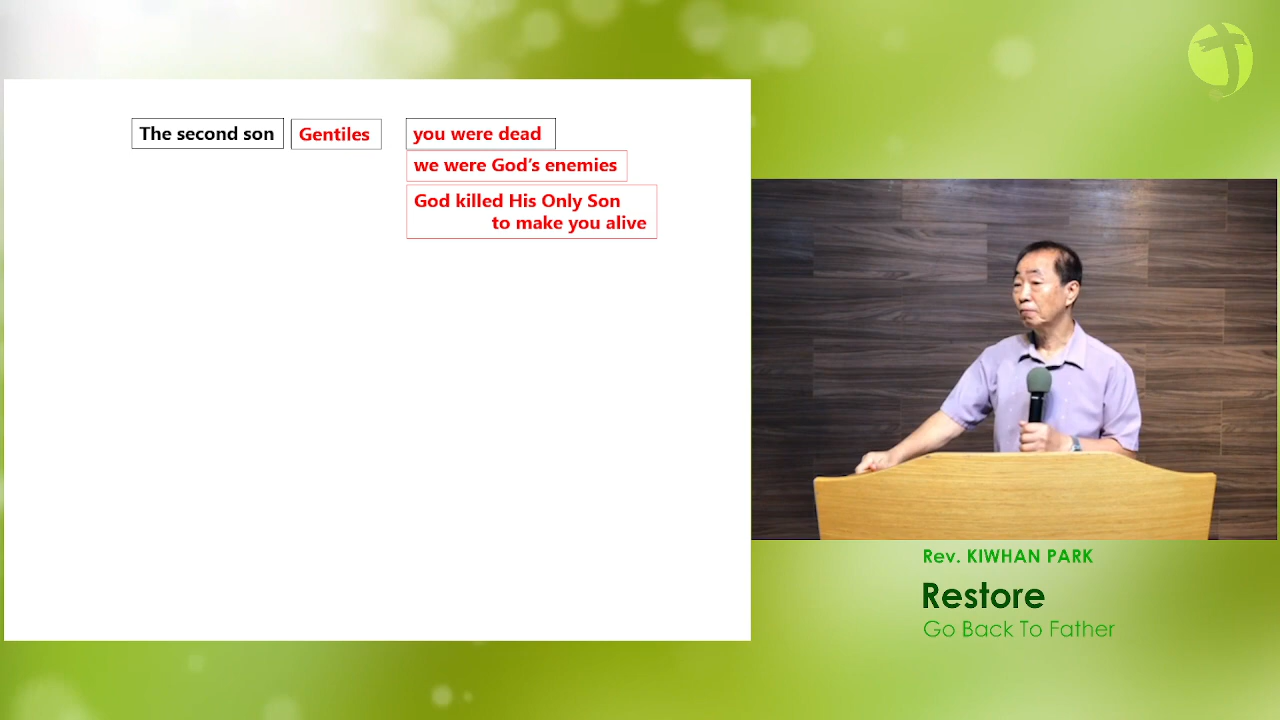 The second son
Gentiles
you were dead
we were God's enemies
God killed His Only Son
to make you alive
Rev. KIWHAN PARK
Restore
Go Back To Father